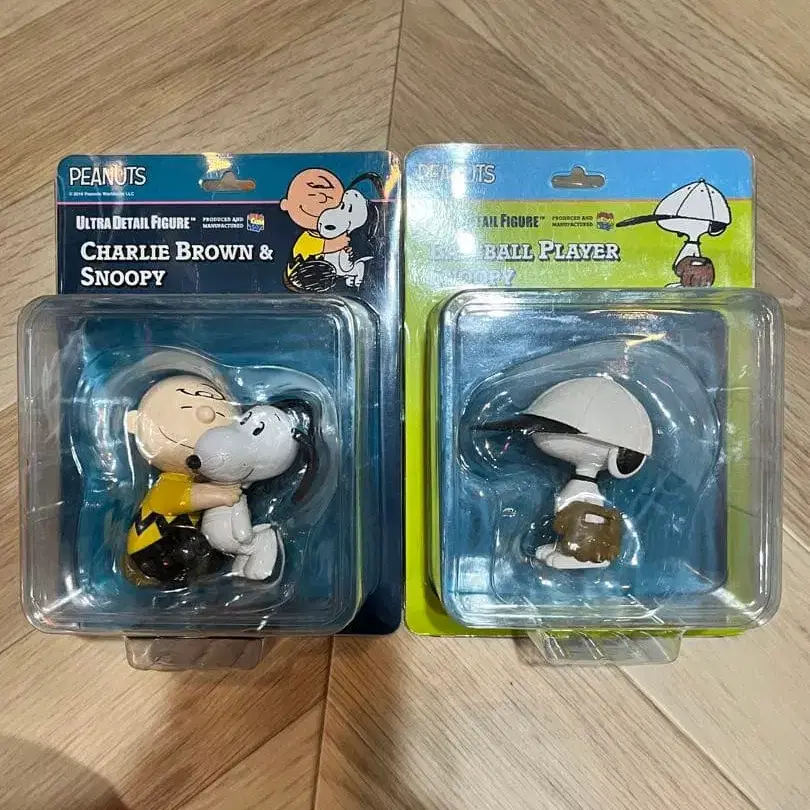 PEANUTS
© 2016 Peanuts Worldwide LLC
ULTRA DETAIL FIGURE™
PRODUCED AND
MANUFACTURED
CHARLIE BROWN &
SNOOPY
PEANUTS
DETAIL FIGURE™
PRODUCED AND
MANUFACTURED
BASEBALL PLAYER
SNOOPY